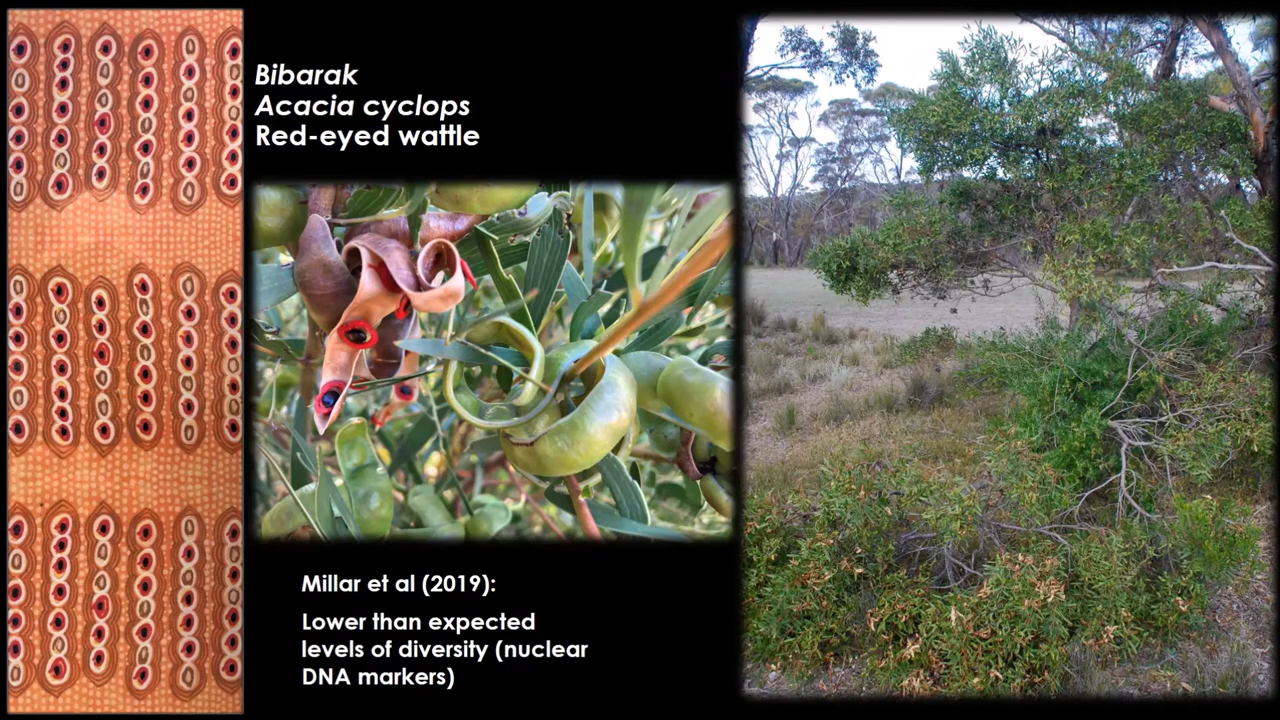 Bibarak
Acacia cyclops
Red-eyed wattle
Millar et al (2019):
Lower than expected
levels of diversity (nuclear
DNA markers)